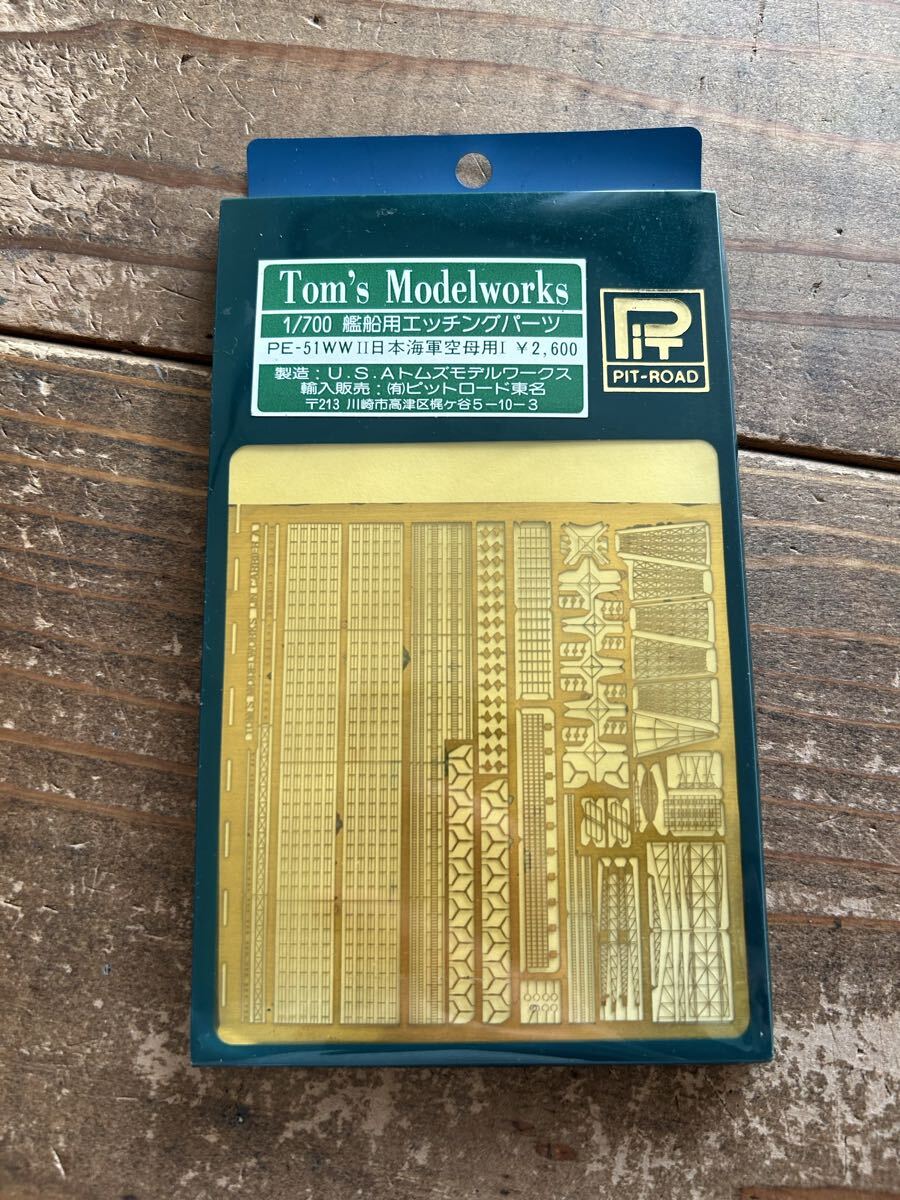 Tom's Modelworks
1/700 艦船用エッチングパーツ
PE-51WWII日本海軍空母用I ￥2,600
製造：U.S.Aトムズモデルワークス
輸入販売：㈲ピットロード東名
〒213 川崎市高津区梶ヶ谷5-10-3
PiT
PIT-ROAD